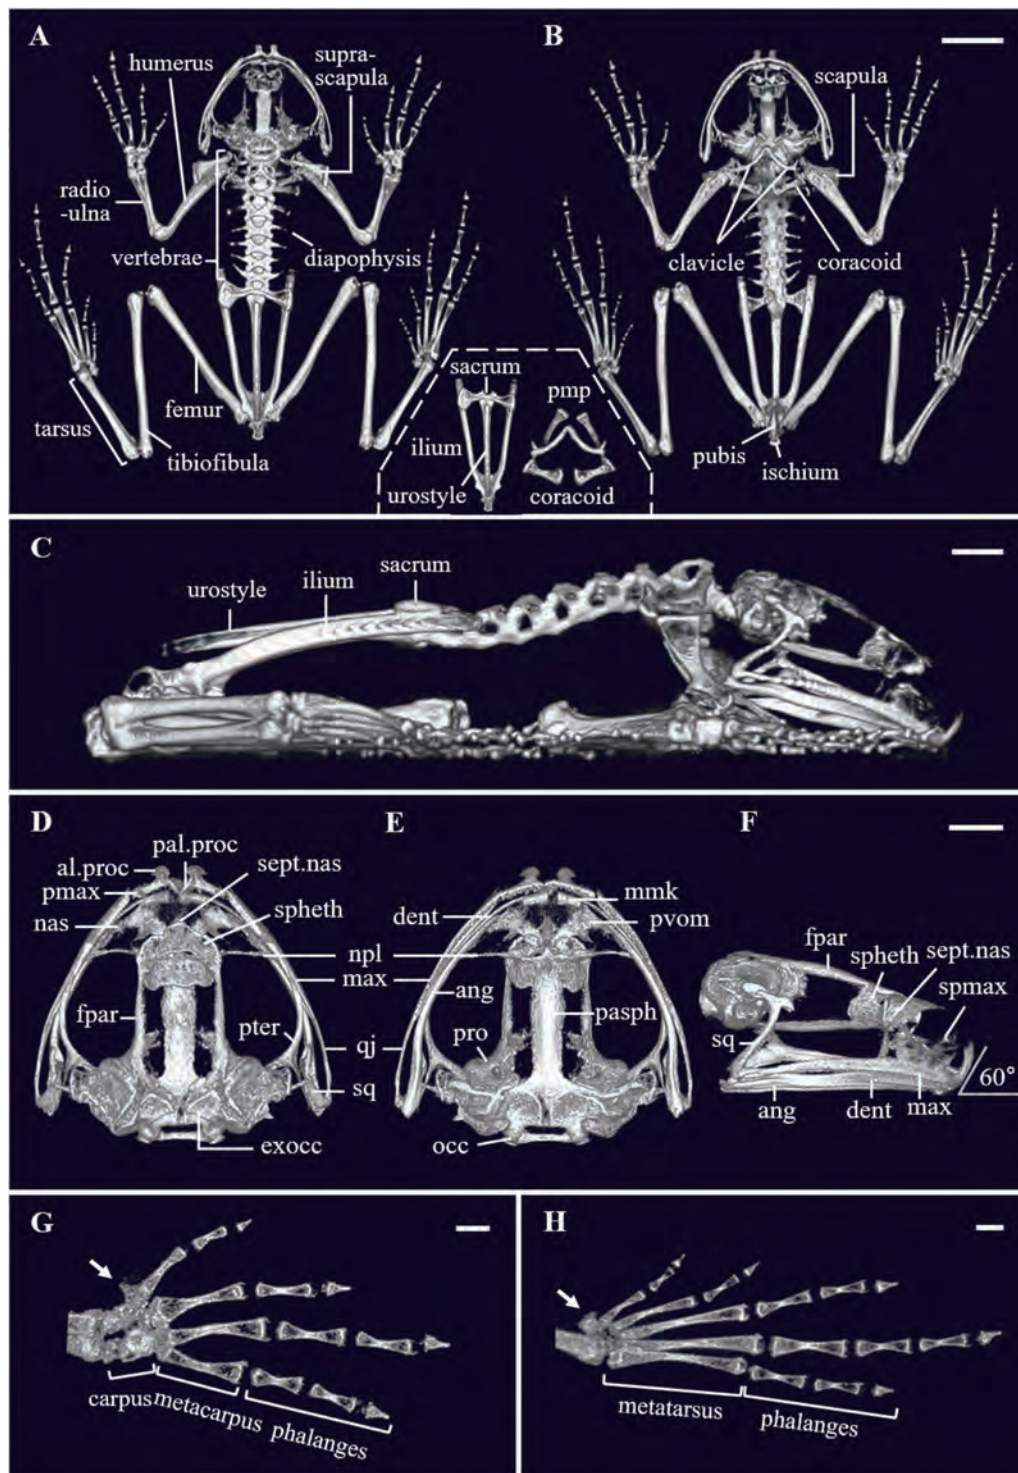 A
B
humerus
supra-
scapula
scapula
radio
-ulna
vertebrae
diapophysis
clavicle
coracoid
sacrum
pmp
femur
tarsus
ilium
tibiofibula
pubis
ischium
urostyle
coracoid
C
sacrum
ilium
urostyle
D
E
F
pal.proc
al.proc
sept.nas
pmax
mmk
dent
nas
spheth
pvom
fpar
spheth
sept.nas
npl
max
ang
spmax
fpar
pter
pasph
pro
qj
sq
sq
60°
ang
dent
max
exocc
occ
G
H
carpus
metacarpus
phalanges
metatarsus
phalanges